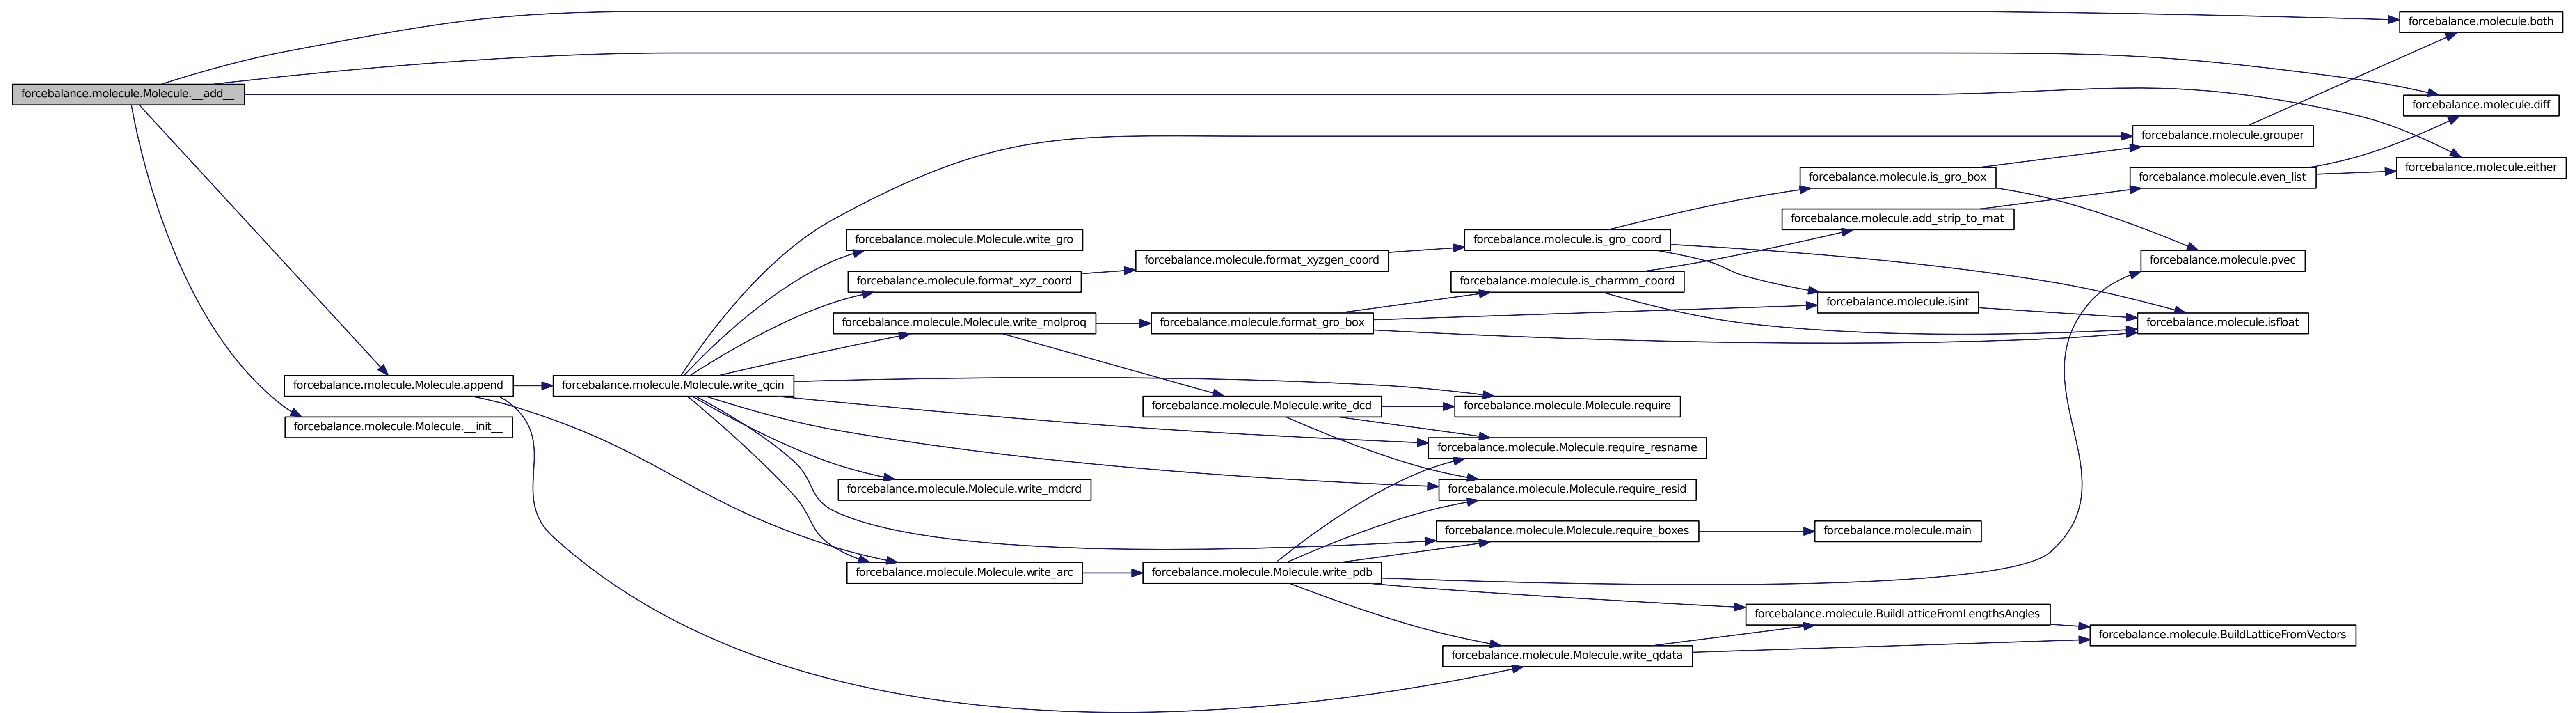 forcebalance.molecule.both
forcebalance.molecule.Molecule.__add__
forcebalance.molecule.diff
forcebalance.molecule.grouper
forcebalance.molecule.either
forcebalance.molecule.is_gro_box
forcebalance.molecule.even_list
forcebalance.molecule.add_strip_to_mat
forcebalance.molecule.Molecule.write_gro
forcebalance.molecule.is_gro_coord
forcebalance.molecule.format_xyzgen_coord
forcebalance.molecule.pvec
forcebalance.molecule.format_xyz_coord
forcebalance.molecule.is_charmm_coord
forcebalance.molecule.isint
forcebalance.molecule.Molecule.write_molproq
forcebalance.molecule.format_gro_box
forcebalance.molecule.isfloat
forcebalance.molecule.Molecule.append
forcebalance.molecule.Molecule.write_qcin
forcebalance.molecule.Molecule.write_dcd
forcebalance.molecule.Molecule.require
forcebalance.molecule.Molecule.__init__
forcebalance.molecule.Molecule.require_resname
forcebalance.molecule.Molecule.write_mdcrd
forcebalance.molecule.Molecule.require_resid
forcebalance.molecule.Molecule.require_boxes
forcebalance.molecule.main
forcebalance.molecule.Molecule.write_arc
forcebalance.molecule.Molecule.write_pdb
forcebalance.molecule.BuildLatticeFromLengthsAngles
forcebalance.molecule.BuildLatticeFromVectors
forcebalance.molecule.Molecule.write_qdata